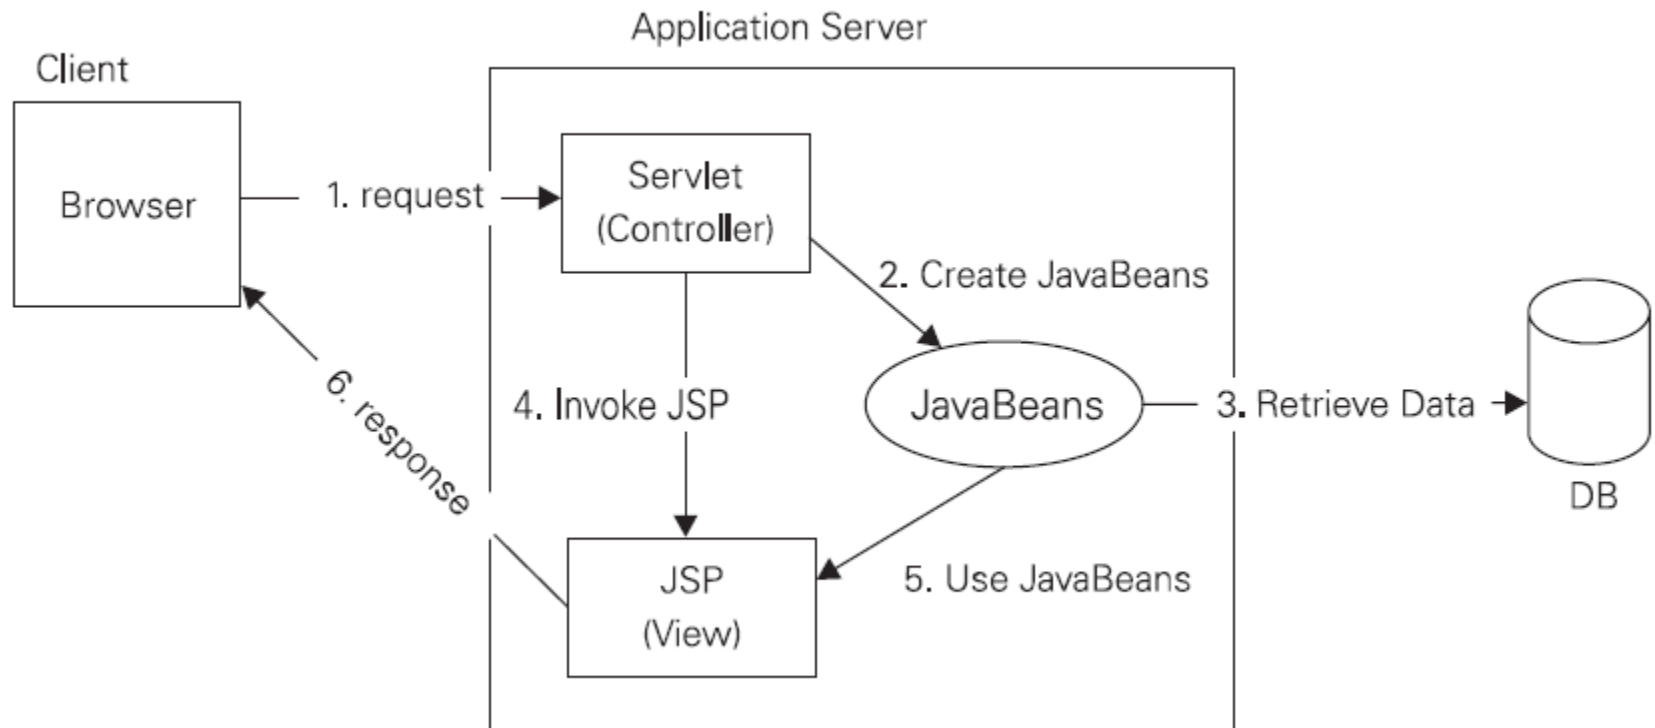 Application Server
Client
Browser
1. request
Servlet
(Controller)
2. Create JavaBeans
JavaBeans
3. Retrieve Data
DB
4. Invoke JSP
5. Use JavaBeans
JSP
(View)
6. response